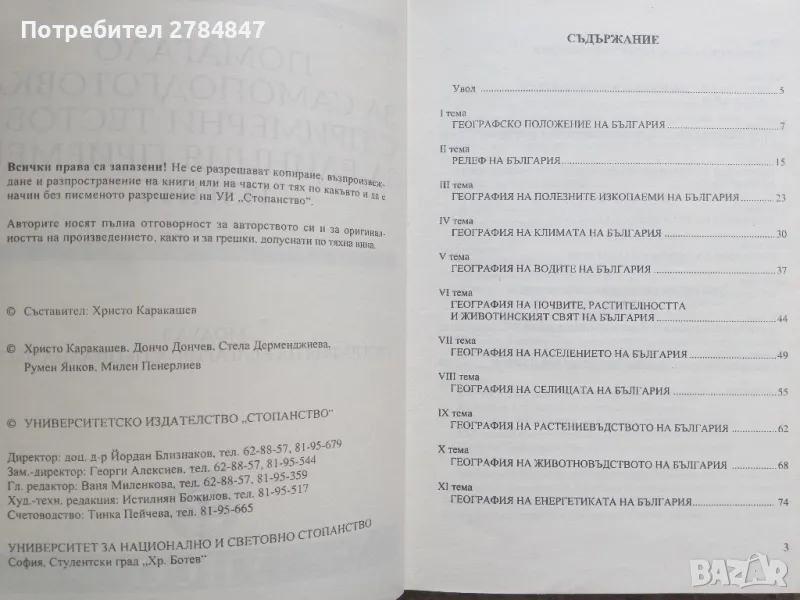 Потребител 2784847
Всички права са запазени! Не се разрешават копиране, възпроизвеж-
дане и разпространение на книги или на части от тях по какъвто и да е
начин без писменото разрешение на УИ „Стопанство“.
Авторите носят пълна отговорност за авторството си и за оригинал-
ността на произведението, както и за грешки, допуснати по тяхна вина.
© Съставител: Христо Каракашев
© Христо Каракашев, Дончо Дончев, Стела Дерменджиева,
Румен Янков, Милен Пенерлиев
© УНИВЕРСИТЕТСКО ИЗДАТЕЛСТВО „СТОПАНСТВО“
Директор: доц. д-р Йордан Близнаков, тел. 62-88-57, 81-95-679
Зам.-директор: Георги Алексиев, тел. 62-88-57, 81-95-544
Гл. редактор: Ваня Миленкова, тел. 62-88-57, 81-95-359
Худ.-техн. редакция: Истилиян Божилов, тел. 81-95-517
Счетоводство: Тинка Пейчева, тел. 81-95-665
УНИВЕРСИТЕТ ЗА НАЦИОНАЛНО И СВЕТОВНО СТОПАНСТВО
София, Студентски град „Хр. Ботев“
СЪДЪРЖАНИЕ
Увод 5
I тема
ГЕОГРАФСКО ПОЛОЖЕНИЕ НА БЪЛГАРИЯ 7
II тема
РЕЛЕФ НА БЪЛГАРИЯ 15
III тема
ГЕОГРАФИЯ НА ПОЛЕЗНИТЕ ИЗКОПАЕМИ НА БЪЛГАРИЯ 23
IV тема
ГЕОГРАФИЯ НА КЛИМАТА НА БЪЛГАРИЯ 30
V тема
ГЕОГРАФИЯ НА ВОДИТЕ НА БЪЛГАРИЯ 37
VI тема
ГЕОГРАФИЯ НА ПОЧВИТЕ, РАСТИТЕЛНОСТТА
И ЖИВОТИНСКИЯТ СВЯТ НА БЪЛГАРИЯ 44
VII тема
ГЕОГРАФИЯ НА НАСЕЛЕНИЕТО НА БЪЛГАРИЯ 49
VIII тема
ГЕОГРАФИЯ НА СЕЛИЩАТА НА БЪЛГАРИЯ 55
IX тема
ГЕОГРАФИЯ НА РАСТЕНИЕВЪДСТВОТО НА БЪЛГАРИЯ 62
X тема
ГЕОГРАФИЯ НА ЖИВОТНОВЪДСТВОТО НА БЪЛГАРИЯ 68
XI тема
ГЕОГРАФИЯ НА ЕНЕРГЕТИКАТА НА БЪЛГАРИЯ 74
3
BAZAR